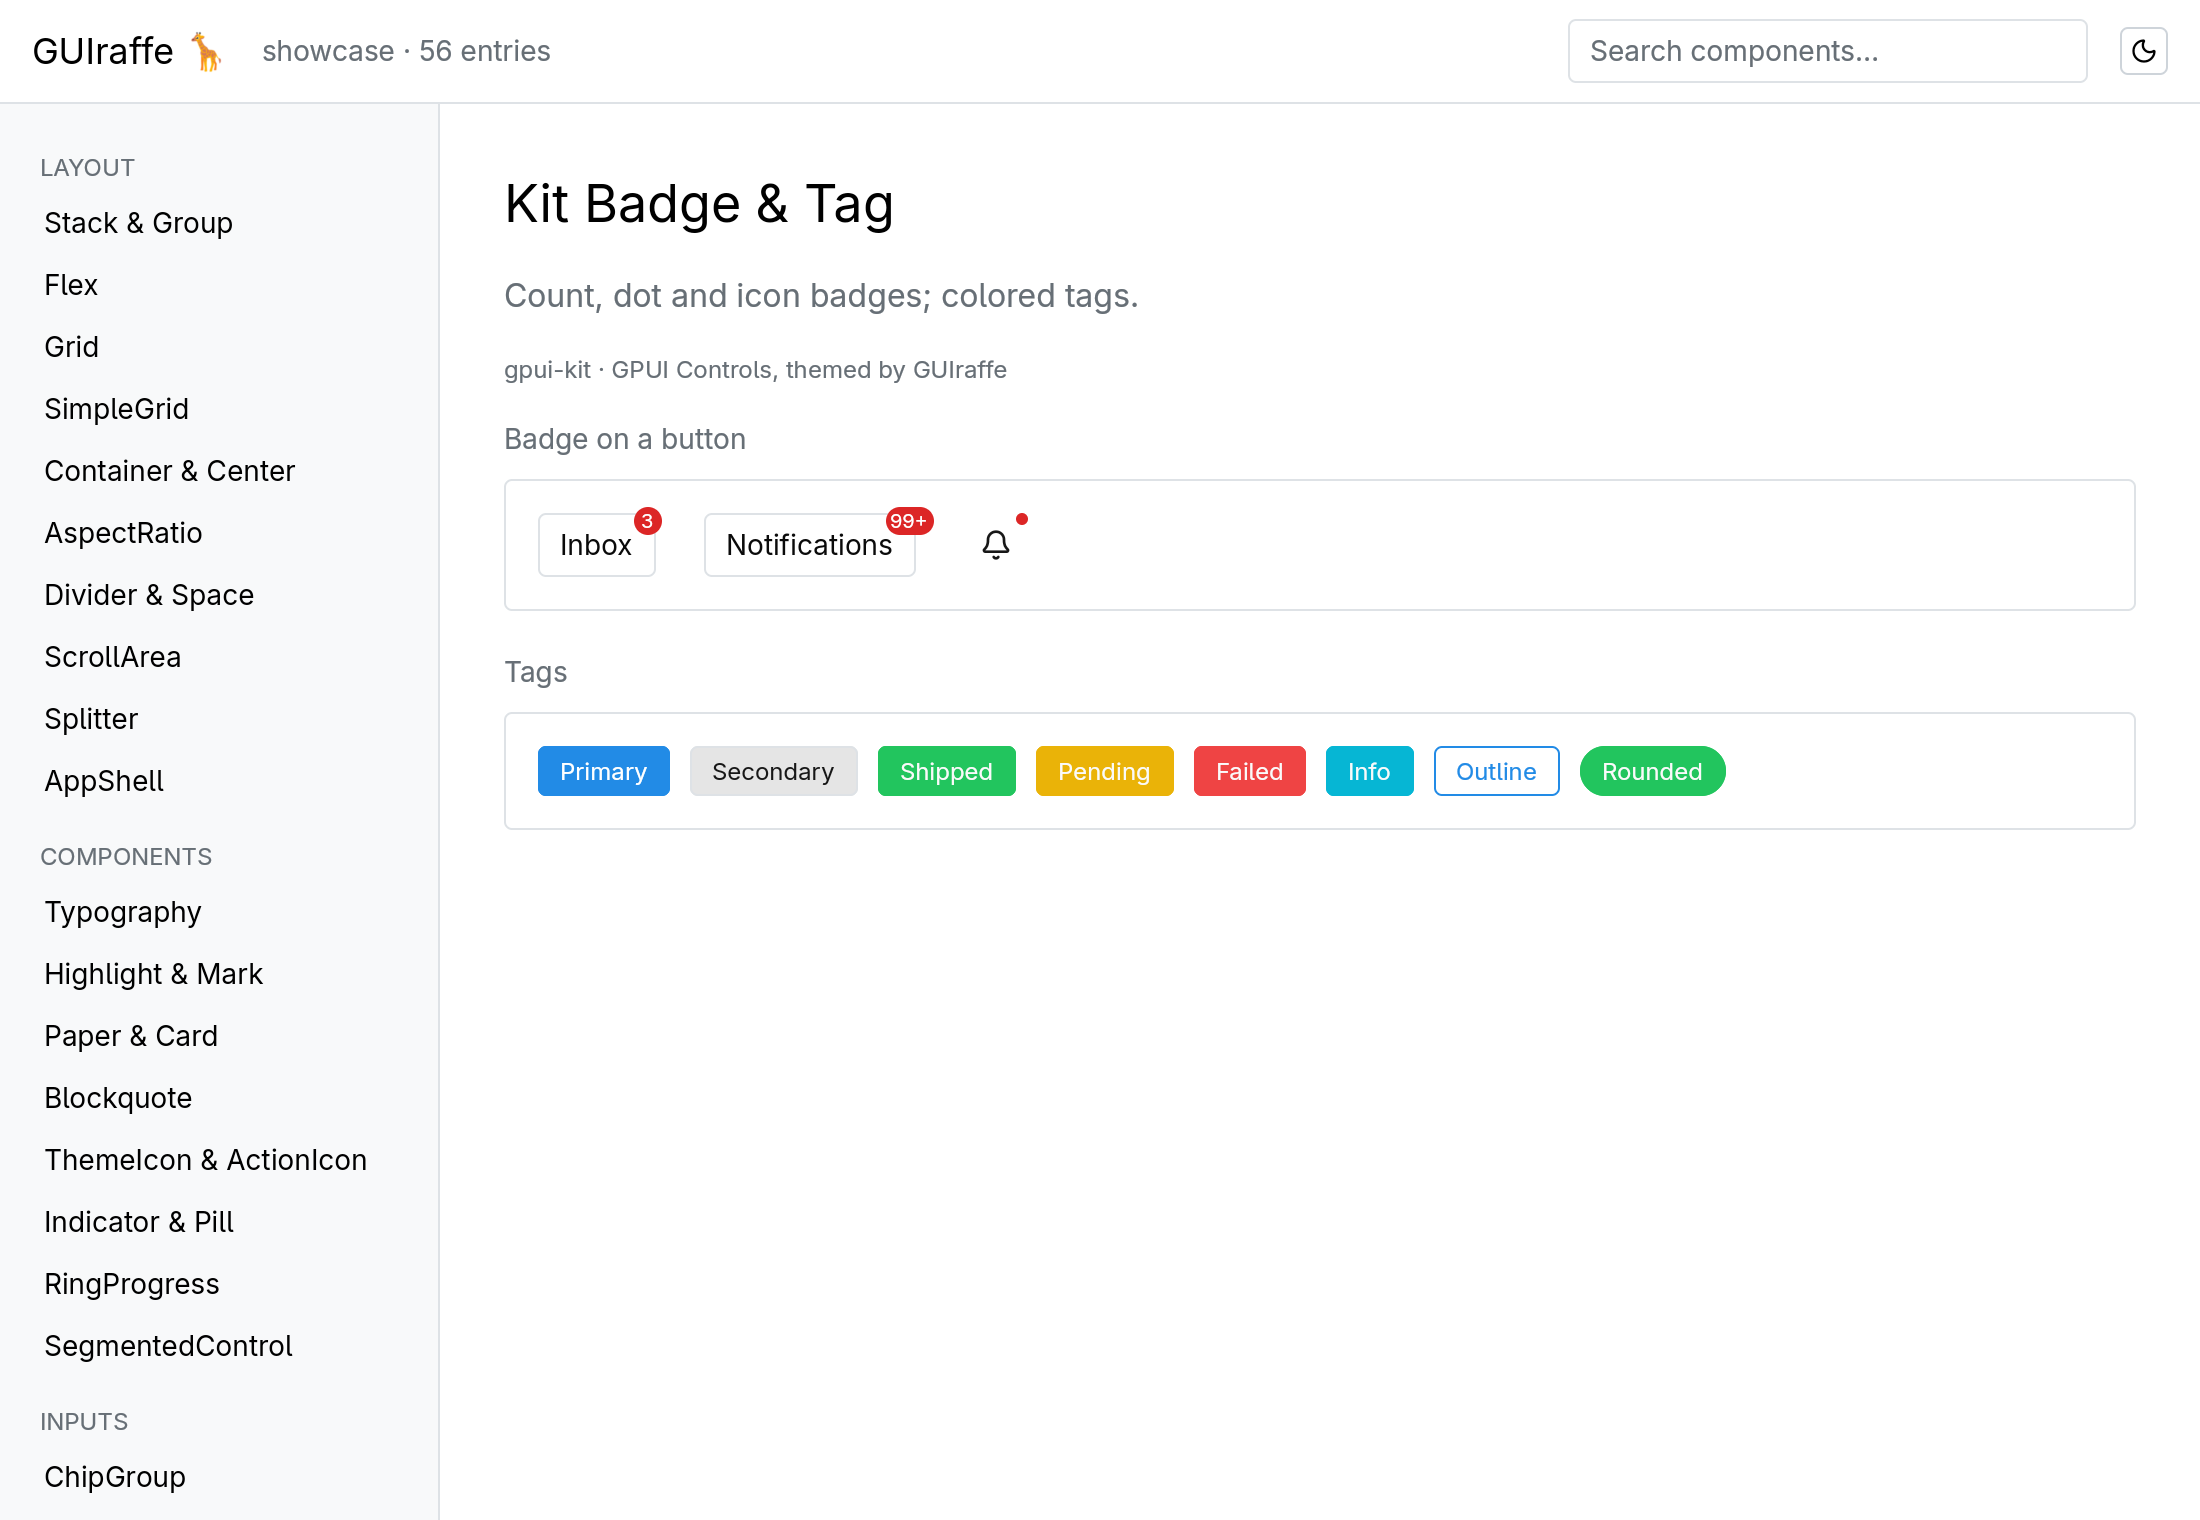 GUIraffe 🦒 showcase · 56 entries Search components...
LAYOUT
Stack & Group
Flex
Grid
SimpleGrid
Container & Center
AspectRatio
Divider & Space
ScrollArea
Splitter
AppShell
COMPONENTS
Typography
Highlight & Mark
Paper & Card
Blockquote
ThemeIcon & ActionIcon
Indicator & Pill
RingProgress
SegmentedControl
INPUTS
ChipGroup
Kit Badge & Tag
Count, dot and icon badges; colored tags.
gpui-kit · GPUI Controls, themed by GUIraffe
Badge on a button
Inbox 3 Notifications 99+
Tags
Primary Secondary Shipped Pending Failed Info Outline Rounded